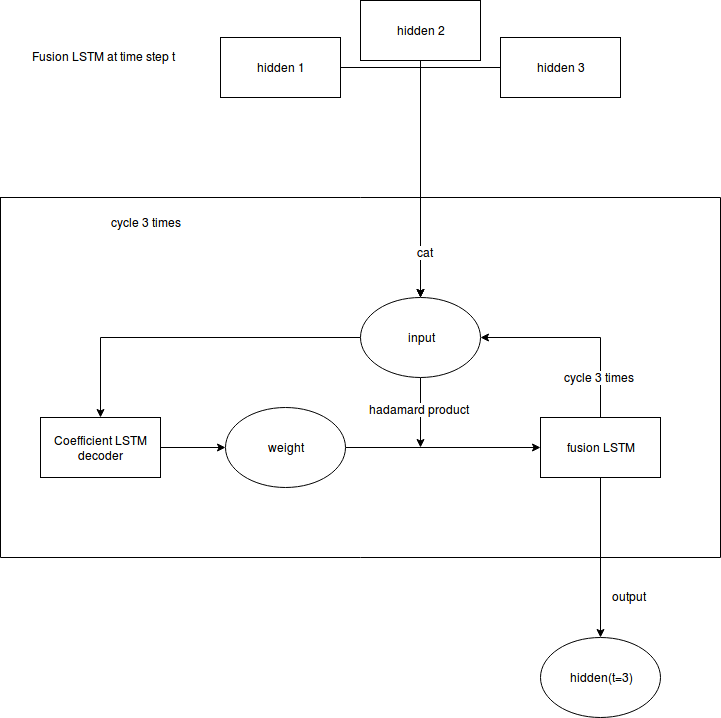 hidden 2
Fusion LSTM at time step t
hidden 1
hidden 3
cycle 3 times
cat
input
cycle 3 times
hadamard product
Coefficient LSTM
decoder
weight
fusion LSTM
output
hidden(t=3)